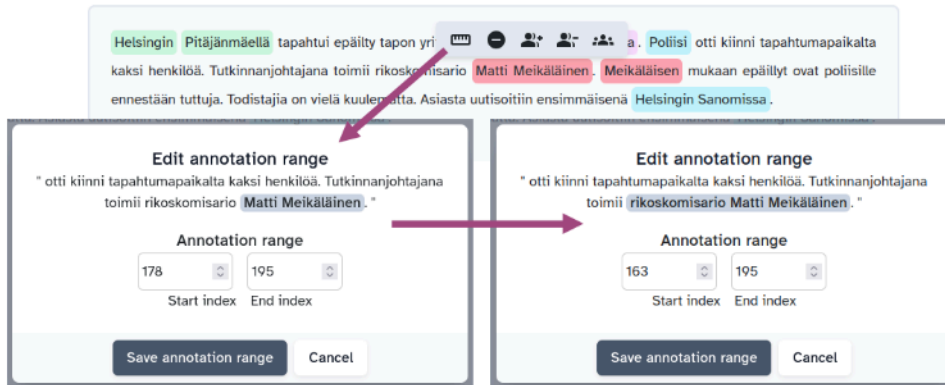 Helsingin Pitäjänmäellä tapahtui epäilty tapon yri a. Poliisi otti kiinni tapahtumapaikalta
kaksi henkilöä. Tutkinnanjohtajana toimii rikoskomisario Matti Meikäläinen. Meikäläisen mukaan epäillyt ovat poliisille
ennestään tuttuja. Todistajia on vielä kuulematta. Asiasta uutisoitiin ensimmäisenä Helsingin Sanomissa.
Edit annotation range
" otti kiinni tapahtumapaikalta kaksi henkilöä. Tutkinnanjohtajana
toimii rikoskomisario Matti Meikäläinen. "
Annotation range
178 195
Start index End index
Save annotation range Cancel
Edit annotation range
" otti kiinni tapahtumapaikalta kaksi henkilöä. Tutkinnanjohtajana
toimii rikoskomisario Matti Meikäläinen. "
Annotation range
163 195
Start index End index
Save annotation range Cancel